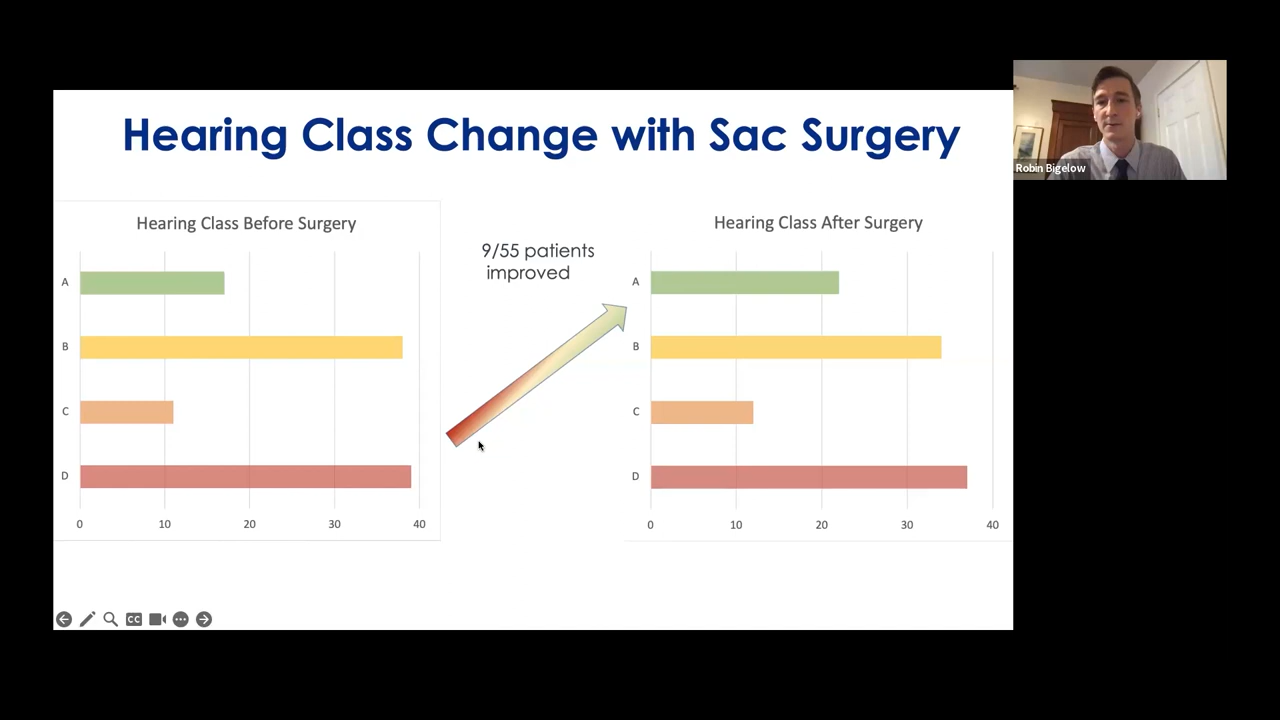 Hearing Class Change with Sac Surgery
Robin Bigelow
Hearing Class Before Surgery
A
B
C
D
0 10 20 30 40
9/55 patients
improved
Hearing Class After Surgery
A
B
C
D
0 10 20 30 40
CC